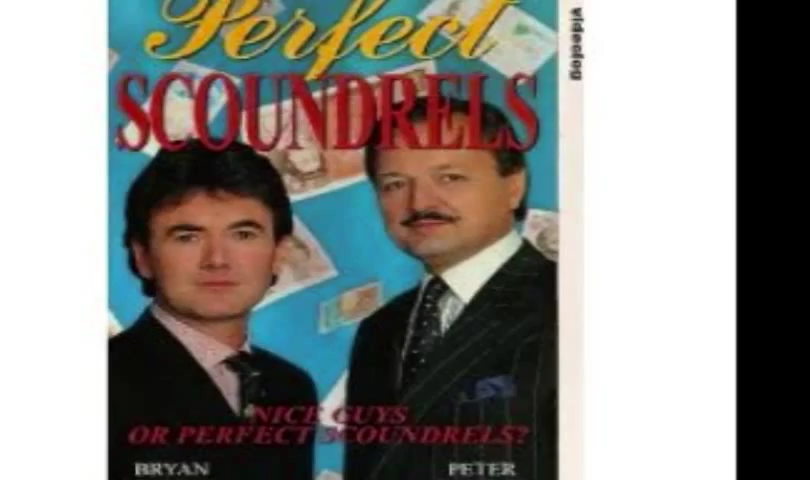 Perfect
SCOUNDRELS
videolog
NICE GUYS
OR PERFECT SCOUNDRELS?
BRYAN PETER